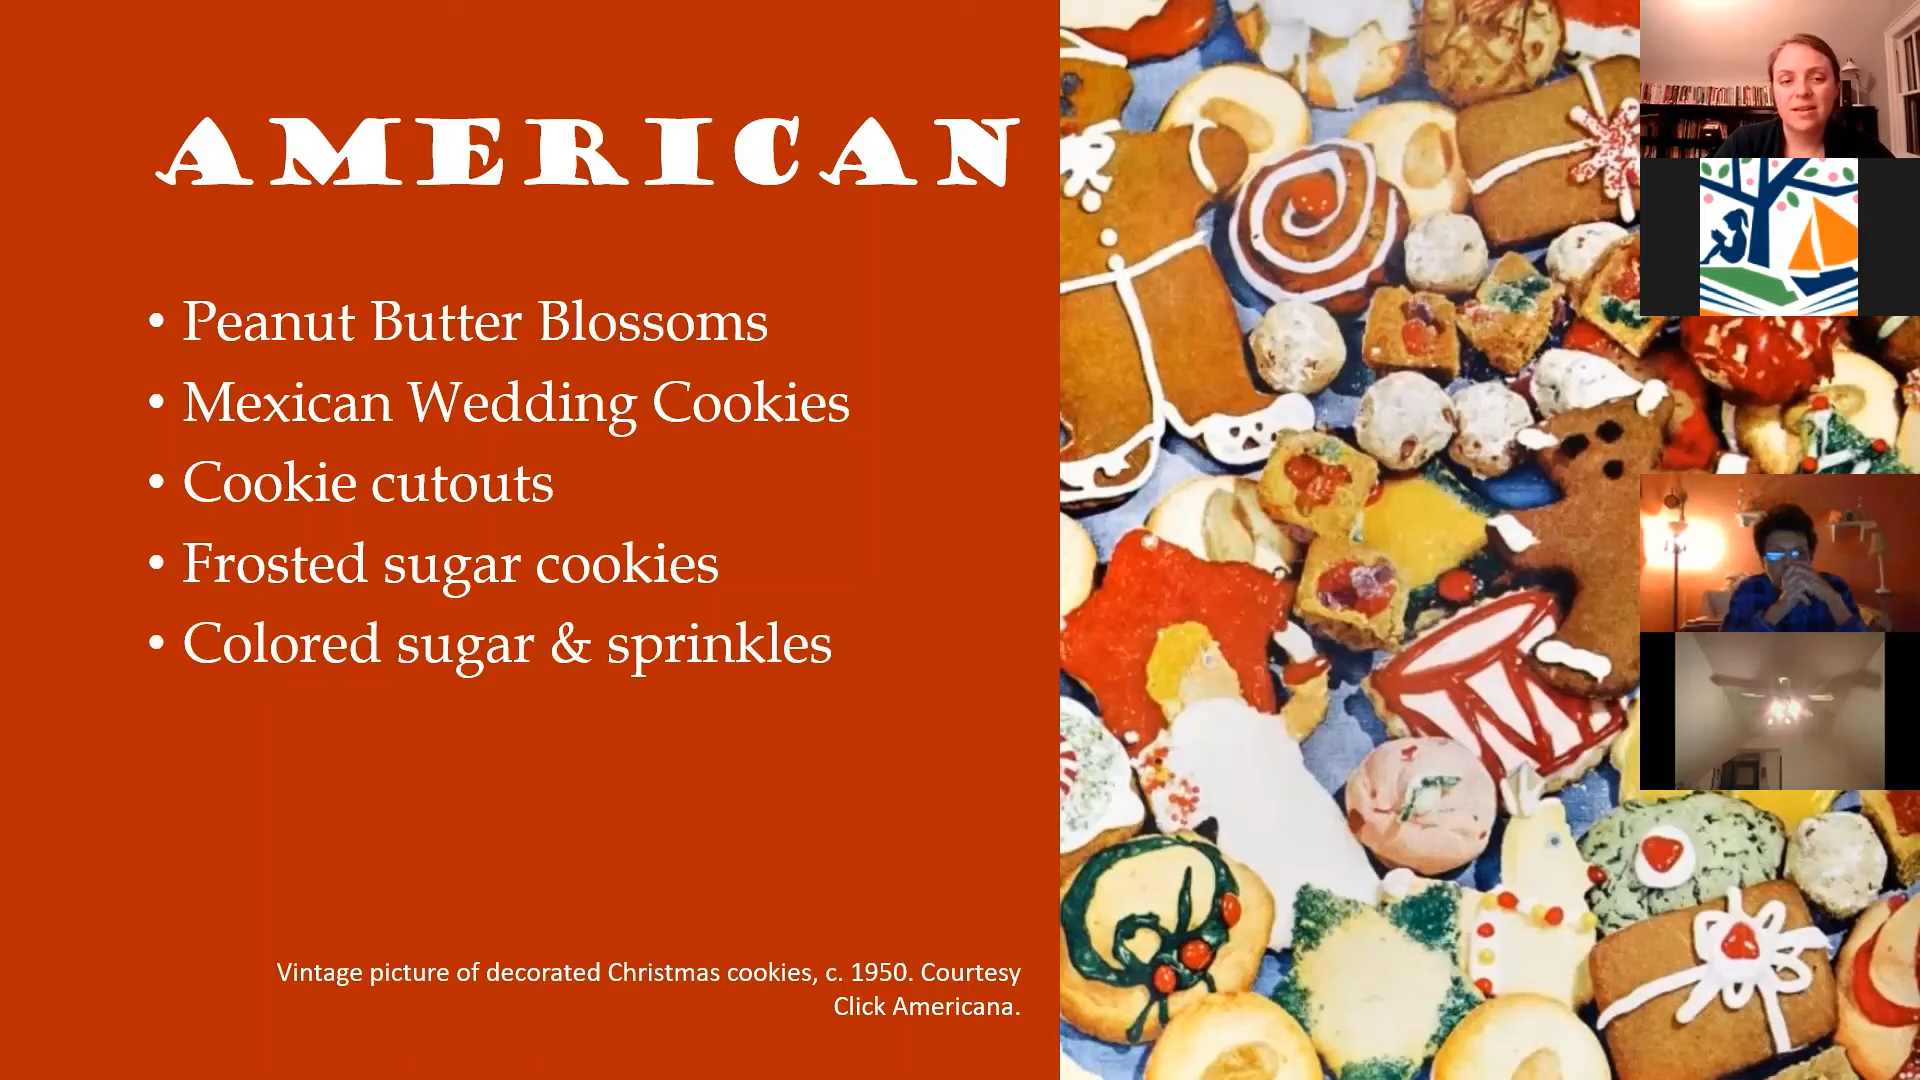 AMERICAN
• Peanut Butter Blossoms
• Mexican Wedding Cookies
• Cookie cutouts
• Frosted sugar cookies
• Colored sugar & sprinkles
Vintage picture of decorated Christmas cookies, c. 1950. Courtesy
Click Americana.